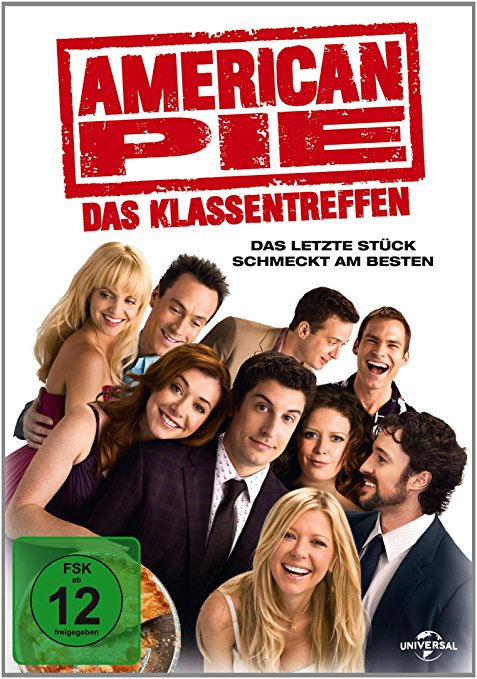 AMERICAN
PIE
DAS KLASSENTREFFEN
DAS LETZTE STÜCK
SCHMECKT AM BESTEN
FSK
ab
12
freigegeben
UNIVERSAL